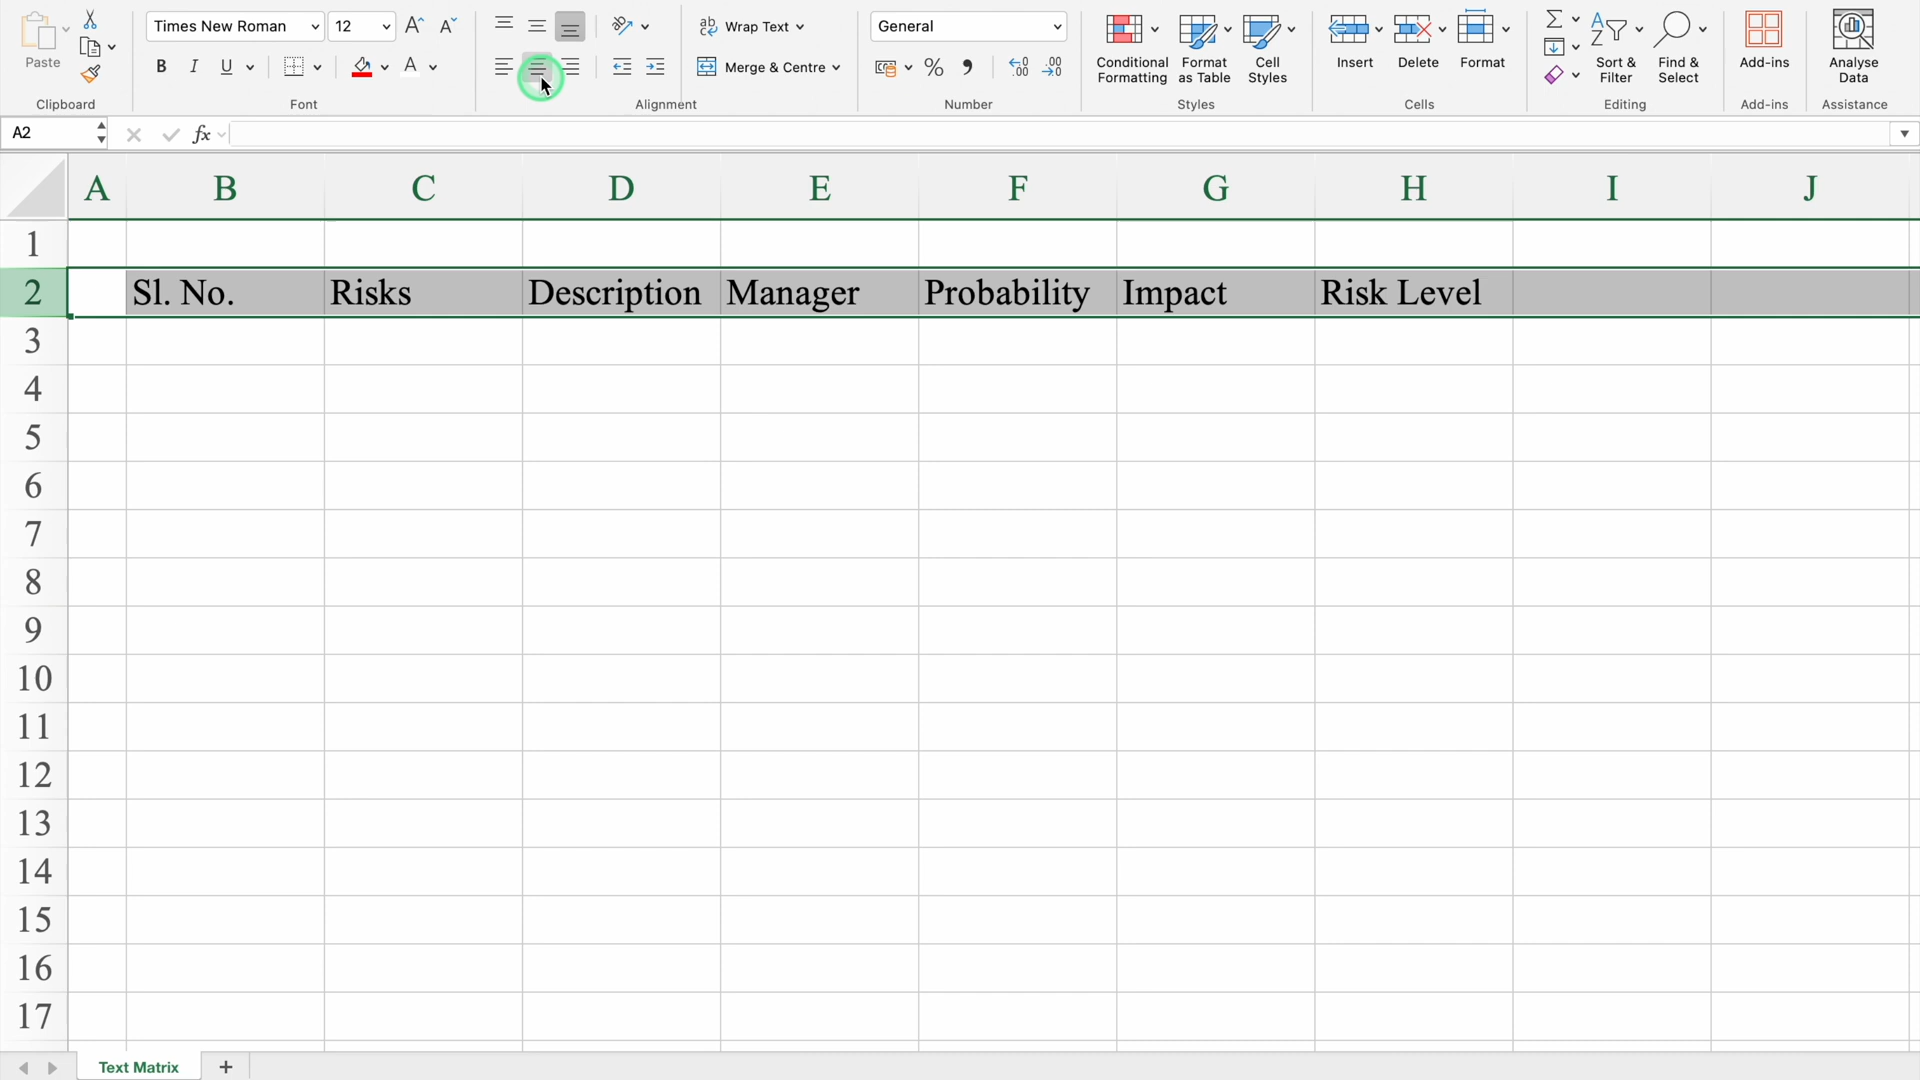 Times New Roman
12
Wrap Text
General
Paste
B
I
U
A
Merge & Centre
Conditional
Formatting
Format
as Table
Cell
Styles
Insert
Delete
Format
Sort &
Filter
Find &
Select
Add-ins
Analyse
Data
Clipboard
Font
Alignment
Number
Styles
Cells
Editing
Add-ins
Assistance
A2
fx
A B C D E F G H I J
1
2 Sl. No. Risks Description Manager Probability Impact Risk Level
3
4
5
6
7
8
9
10
11
12
13
14
15
16
17
Text Matrix